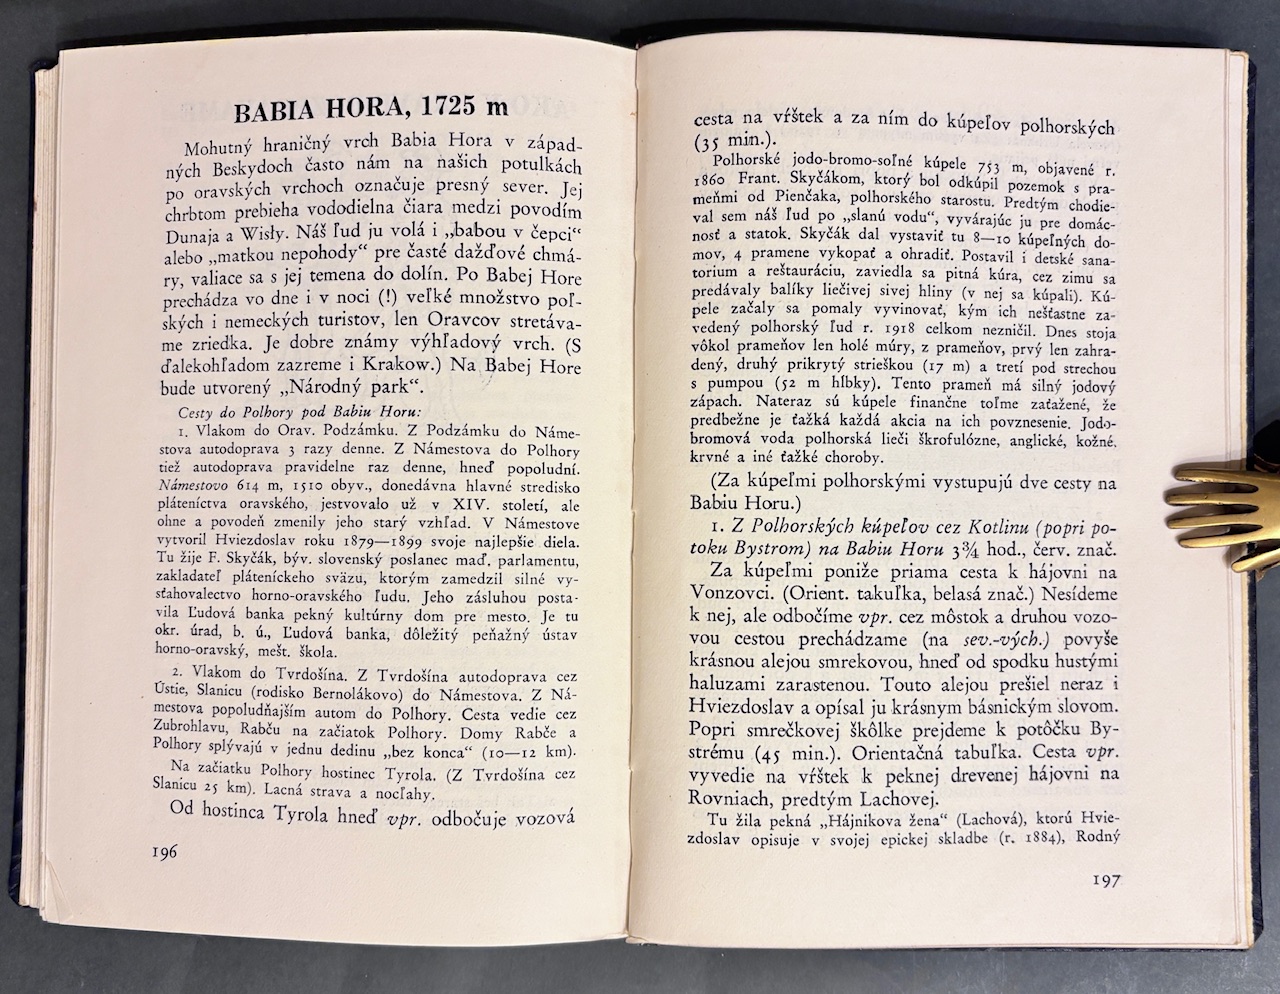 BABIA HORA, 1725 m
Mohutný hraničný vrch Babia Hora v západ-
ných Beskydoch často nám na našich potulkách
po oravských vrchoch označuje presný sever. Jej
chrbtom prebieha vododielna čiara medzi povodím
Dunaja a Wisły. Náš ľud ju volá i „babou v čepci“
alebo „matkou nepohody“ pre časté dažďové chmá-
ry, valiace sa s jej temena do dolín. Po Babej Hore
prechádza vo dne i v noci (!) veľké množstvo poľ-
ských i nemeckých turistov, len Oravcov stretáva-
me zriedka. Je dobre známy výhľadový vrch. (S
ďalekohľadom zazreme i Krakow.) Na Babej Hore
bude utvorený „Národný park“.
Cesty do Polhory pod Babiu Horu:
1. Vlakom do Orav. Podzámku. Z Podzámku do Náme-
stova autodoprava 3 razy denne. Z Námestova do Polhory
tiež autodoprava pravidelne raz denne, hneď popoludní.
Námestovo 614 m, 1510 obyv., donedávna hlavné stredisko
pláteníctva oravského, jestvovalo už v XIV. století, ale
ohne a povodeň zmenily jeho starý vzhľad. V Námestove
vytvoril Hviezdoslav roku 1879—1899 svoje najlepšie diela.
Tu žije F. Skyčák, býv. slovenský poslanec maď. parlamentu,
zakladateľ pláteníckeho sväzu, ktorým zamedzil silné vy-
sťahovalectvo horno-oravského ľudu. Jeho zásluhou posta-
vila Ľudová banka pekný kultúrny dom pre mesto. Je tu
okr. úrad, b. ú., Ľudová banka, dôležitý peňažný ústav
horno-oravský, mešt. škola.
2. Vlakom do Tvrdošína. Z Tvrdošína autodoprava cez
Ústie, Slanicu (rodisko Bernolákovo) do Námestova. Z Ná-
mestova popoludňajším autom do Polhory. Cesta vedie cez
Zubrohlavu, Rabču na začiatok Polhory. Domy Rabče a
Polhory splývajú v jednu dedinu „bez konca“ (10—12 km).
Na začiatku Polhory hostinec Tyrola. (Z Tvrdošína cez
Slanicu 25 km). Lacná strava a nocľahy.
Od hostinca Tyrola hneď vpr. odbočuje vozová
196
cesta na vŕštek a za ním do kúpeľov polhorských
(35 min.).
Polhorské jodo-bromo-soľné kúpele 753 m, objavené r.
1860 Frant. Skyčákom, ktorý bol odkúpil pozemok s pra-
meňmi od Pienčaka, polhorského starostu. Predtým chodie-
val sem náš ľud po „slanú vodu“, vyvárajúc ju pre domác-
nosť a statok. Skyčák dal vystaviť tu 8—10 kúpeľných do-
mov, 4 pramene vykopať a ohradiť. Postavil i detské sana-
torium a reštauráciu, zaviedla sa pitná kúra, cez zimu sa
predávaly balíky liečivej sivej hliny (v nej sa kúpali). Kú-
pele začaly sa pomaly vyvinovať, kým ich nešťastne za-
vedený polhorský ľud r. 1918 celkom nezničil. Dnes stoja
vôkol prameňov len holé múry, z prameňov, prvý len zahra-
dený, druhý prikrytý strieškou (17 m) a tretí pod strechou
s pumpou (52 m hĺbky). Tento prameň má silný jodový
zápach. Nateraz sú kúpele finančne toľme zaťažené, že
predbežne je ťažká každá akcia na ich povznesenie. Jodo-
bromová voda polhorská lieči škrofulózne, anglické, kožné,
krvné a iné ťažké choroby.
(Za kúpeľmi polhorskými vystupujú dve cesty na
Babiu Horu.)
1. Z Polhorských kúpeľov cez Kotlinu (popri po-
toku Bystrom) na Babiu Horu 3¾ hod., červ. znač.
Za kúpeľmi poniže priama cesta k hájovni na
Vonzovci. (Orient. takuľka, belasá znač.) Nesídeme
k nej, ale odbočíme vpr. cez môstok a druhou vozo-
vou cestou prechádzame (na sev.-vých.) povyše
krásnou alejou smrekovou, hneď od spodku hustými
haluzami zarastenou. Touto alejou prešiel neraz i
Hviezdoslav a opísal ju krásnym básnickým slovom.
Popri smrečkovej škôlke prejdeme k potôčku By-
strému (45 min.). Orientačná tabuľka. Cesta vpr.
vyvedie na vŕštek k peknej drevenej hájovni na
Rovniach, predtým Lachovej.
Tu žila pekná „Hájnikova žena“ (Lachová), ktorú Hvie-
zdoslav opisuje v svojej epickej skladbe (r. 1884), Rodný
197